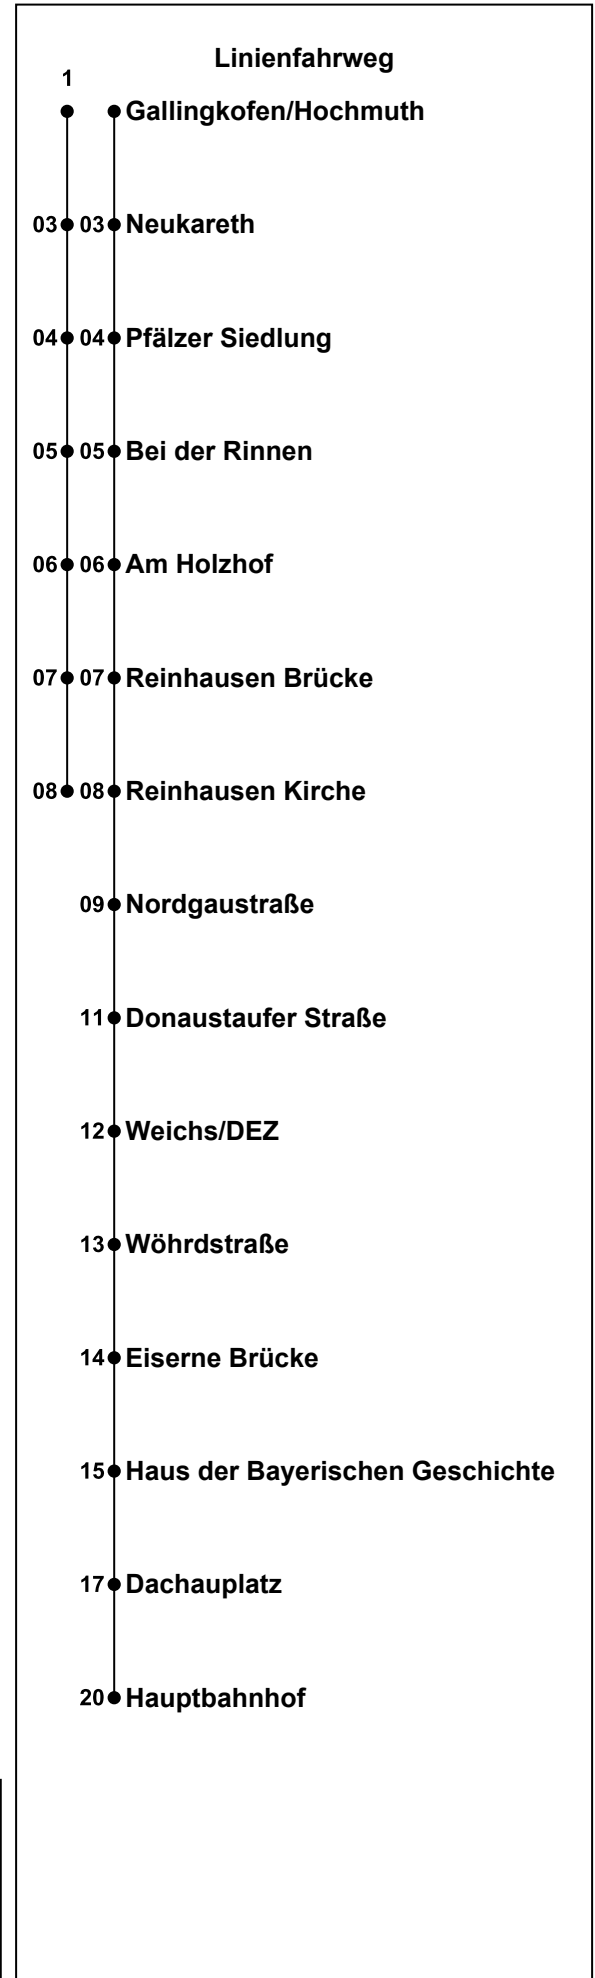 Linienfahrweg
1
Gallingkofen/Hochmuth
03 03 Neukareth
04 04 Pfälzer Siedlung
05 05 Bei der Rinnen
06 06 Am Holzhof
07 07 Reinhausen Brücke
08 08 Reinhausen Kirche
09 Nordgaustraße
11 Donaustaufer Straße
12 Weichs/DEZ
13 Wöhrdstraße
14 Eiserne Brücke
15 Haus der Bayerischen Geschichte
17 Dachauplatz
20 Hauptbahnhof